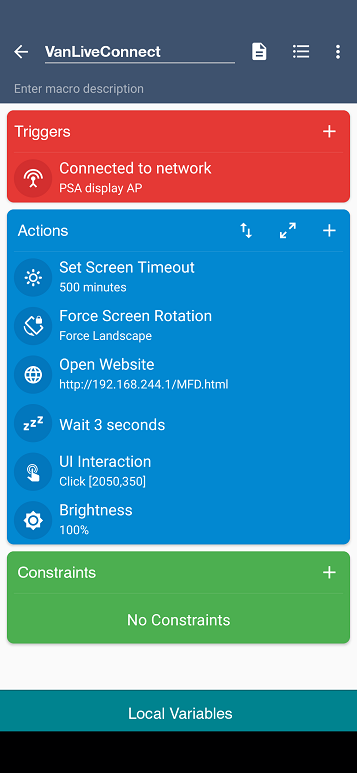 VanLiveConnect
Enter macro description
Triggers
Connected to network
PSA display AP
Actions
Set Screen Timeout
500 minutes
Force Screen Rotation
Force Landscape
Open Website
http://192.168.244.1/MFD.html
zzz
Wait 3 seconds
UI Interaction
Click [2050,350]
Brightness
100%
Constraints
No Constraints
Local Variables